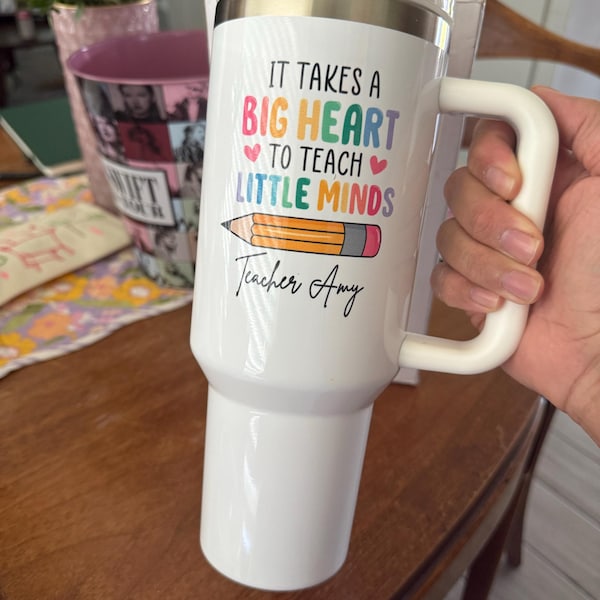 IT TAKES A
BIG HEART
TO TEACH
LITTLE MINDS
Teacher Amy